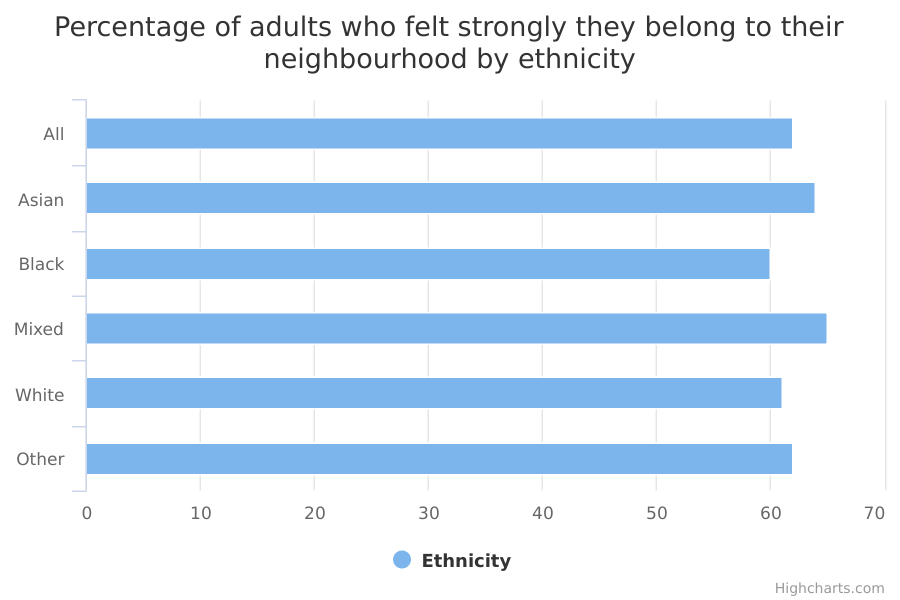 Percentage of adults who felt strongly they belong to their
neighbourhood by ethnicity
All
Asian
Black
Mixed
White
Other
0 10 20 30 40 50 60 70
Ethnicity
Highcharts.com